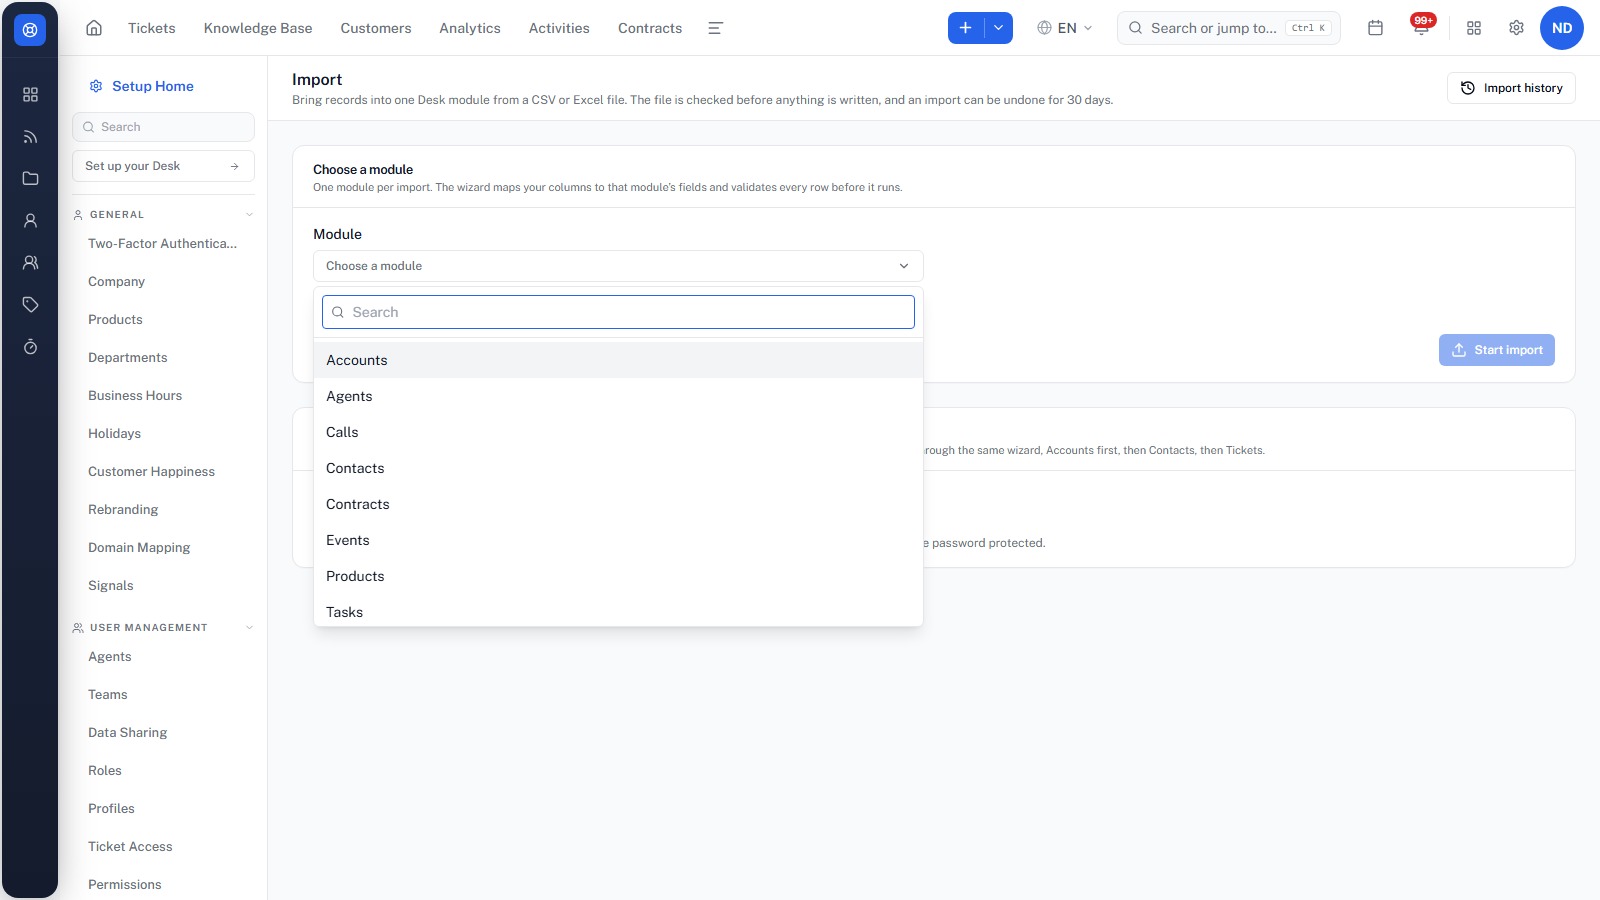 Tickets
Knowledge Base
Customers
Analytics
Activities
Contracts
EN
Search or jump to...
Ctrl K
99+
ND
Setup Home
Search
Set up your Desk
GENERAL
Two-Factor Authentica...
Company
Products
Departments
Business Hours
Holidays
Customer Happiness
Rebranding
Domain Mapping
Signals
USER MANAGEMENT
Agents
Teams
Data Sharing
Roles
Profiles
Ticket Access
Permissions
Import
Bring records into one Desk module from a CSV or Excel file. The file is checked before anything is written, and an import can be undone for 30 days.
Import history
Choose a module
One module per import. The wizard maps your columns to that module's fields and validates every row before it runs.
Module
Choose a module
Search
Accounts
Agents
Calls
Contacts
Contracts
Events
Products
Tasks
Start import
the same wizard, Accounts first, then Contacts, then Tickets.
password protected.